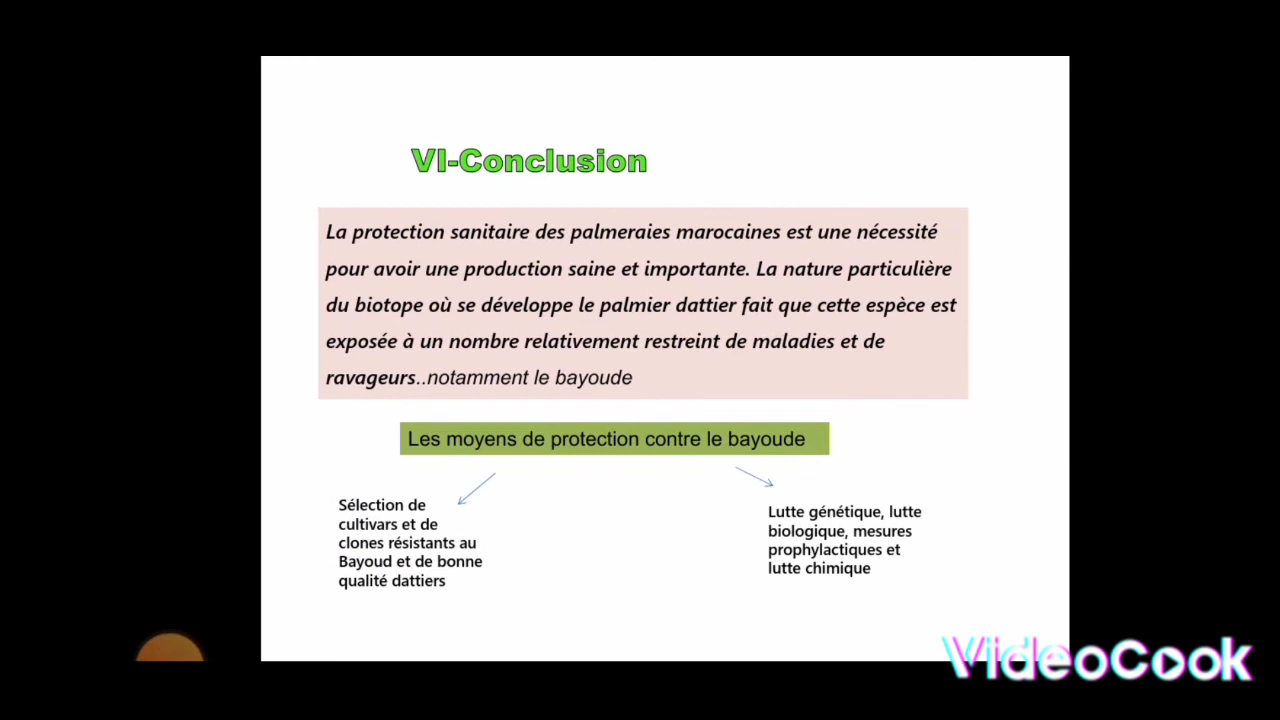 VI-Conclusion
La protection sanitaire des palmeraies marocaines est une nécessité
pour avoir une production saine et importante. La nature particulière
du biotope où se développe le palmier dattier fait que cette espèce est
exposée à un nombre relativement restreint de maladies et de
ravageurs..notamment le bayoude
Les moyens de protection contre le bayoude
Sélection de
cultivars et de
clones résistants au
Bayoud et de bonne
qualité dattiers
Lutte génétique, lutte
biologique, mesures
prophylactiques et
lutte chimique
VideoCook